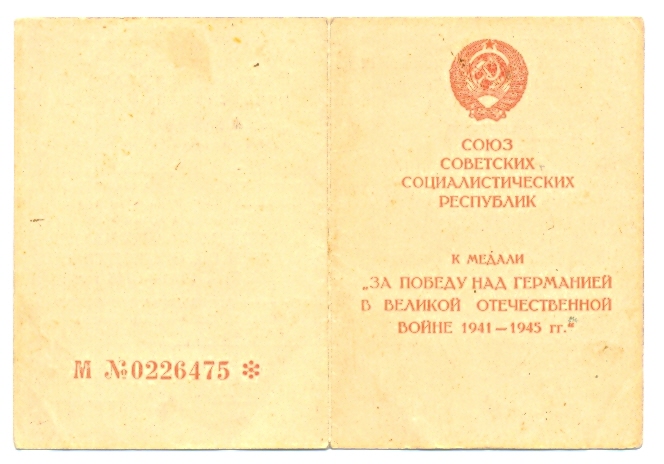 М №0226475 *
СОЮЗ
СОВЕТСКИХ
СОЦИАЛИСТИЧЕСКИХ
РЕСПУБЛИК
К МЕДАЛИ
„ЗА ПОБЕДУ НАД ГЕРМАНИЕЙ
В ВЕЛИКОЙ ОТЕЧЕСТВЕННОЙ
ВОЙНЕ 1941—1945 гг.“